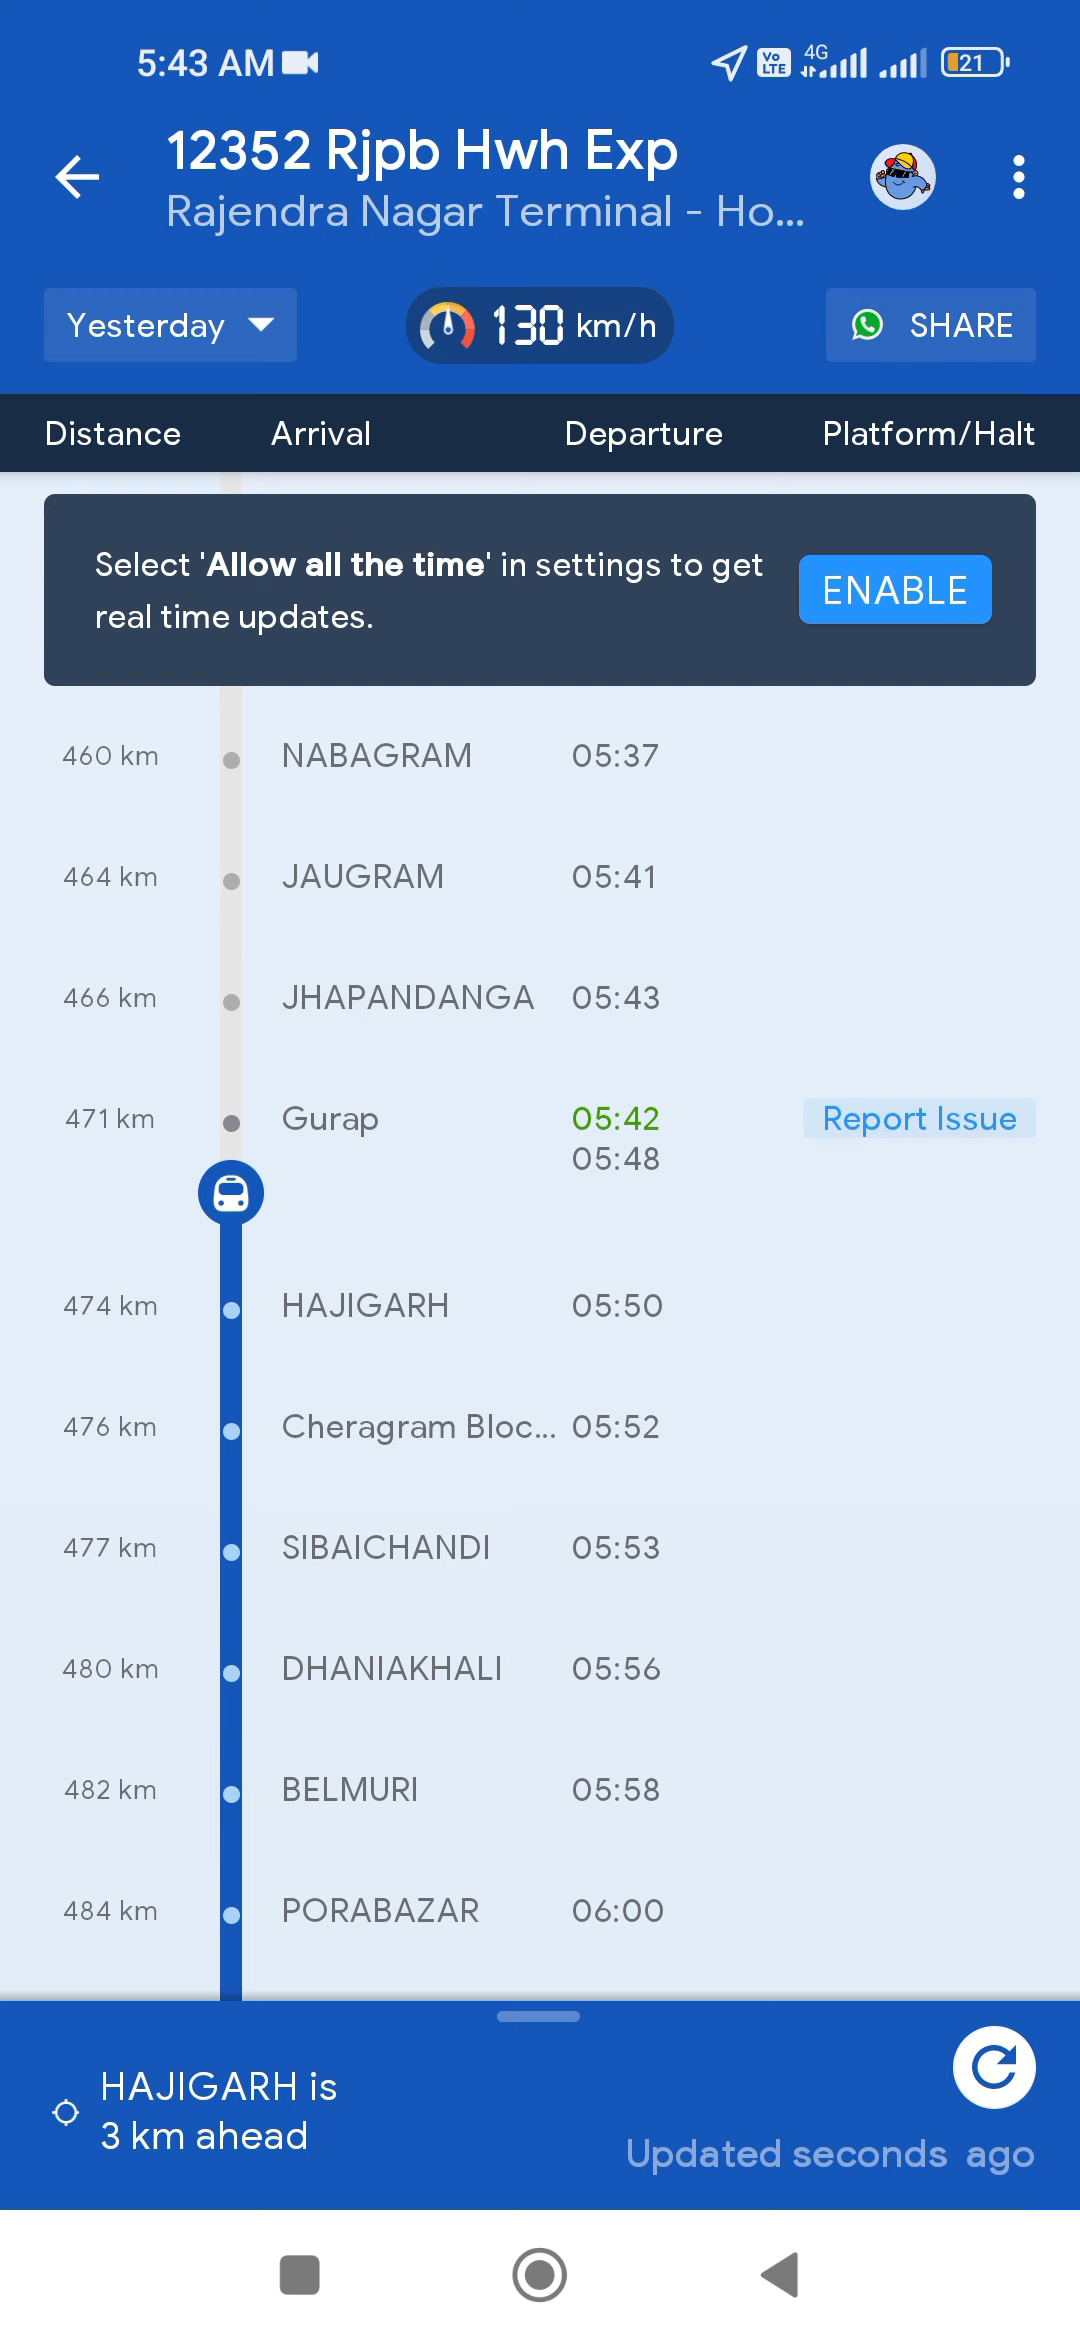 5:43 AM
Vo LTE
4G
21
12352 Rjpb Hwh Exp
Rajendra Nagar Terminal - Ho...
Yesterday
130 km/h
SHARE
Distance Arrival Departure Platform/Halt
Select 'Allow all the time' in settings to get
real time updates.
ENABLE
460 km NABAGRAM 05:37
464 km JAUGRAM 05:41
466 km JHAPANDANGA 05:43
471 km Gurap 05:42 Report Issue
05:48
474 km HAJIGARH 05:50
476 km Cheragram Bloc... 05:52
477 km SIBAICHANDI 05:53
480 km DHANIAKHALI 05:56
482 km BELMURI 05:58
484 km PORABAZAR 06:00
HAJIGARH is
3 km ahead
Updated seconds ago